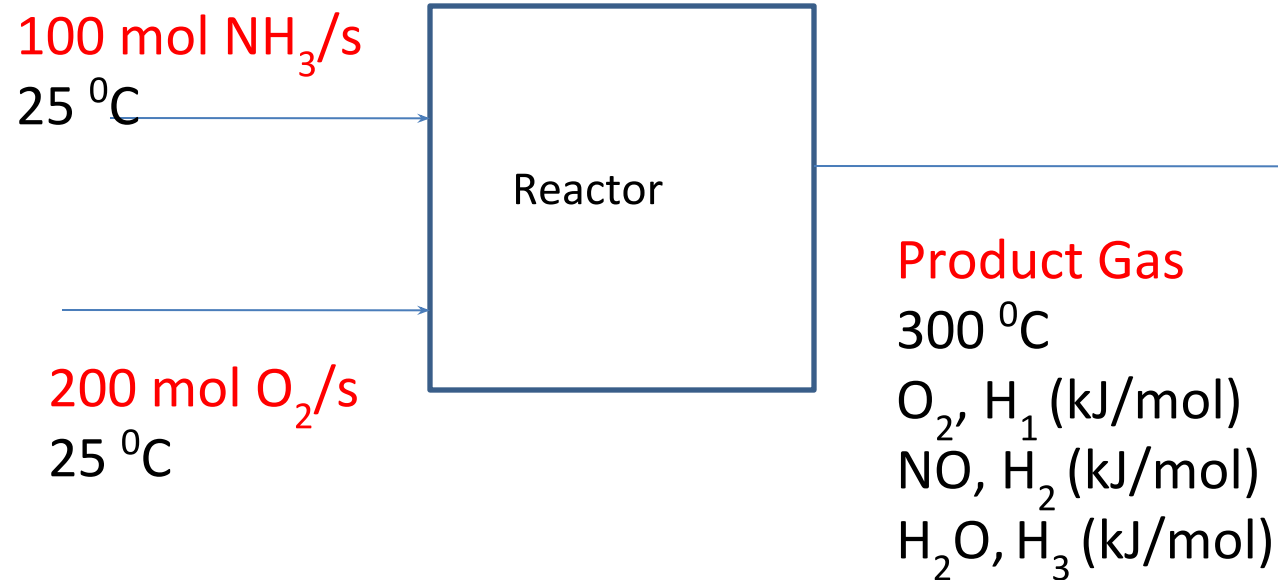 100 mol NH₃/s
25 ⁰C
Reactor
200 mol O₂/s
25 ⁰C
Product Gas
300 ⁰C
O₂, H₁ (kJ/mol)
NO, H₂ (kJ/mol)
H₂O, H₃ (kJ/mol)